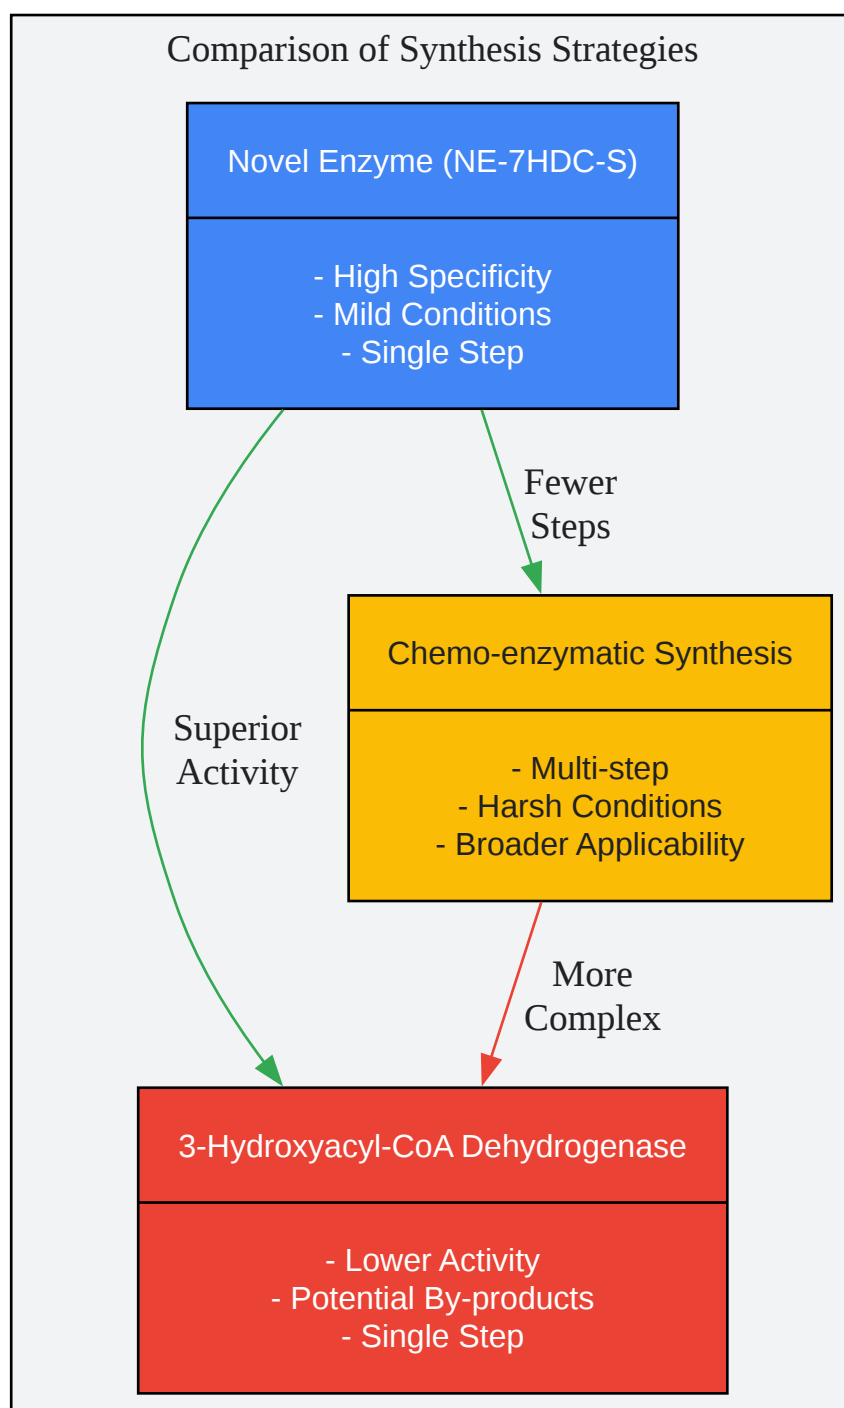 Comparison of Synthesis Strategies
Novel Enzyme (NE-7HDC-S)
- High Specificity
- Mild Conditions
- Single Step
Fewer
Steps
Chemo-enzymatic Synthesis
- Multi-step
- Harsh Conditions
- Broader Applicability
Superior
Activity
More
Complex
3-Hydroxyacyl-CoA Dehydrogenase
- Lower Activity
- Potential By-products
- Single Step